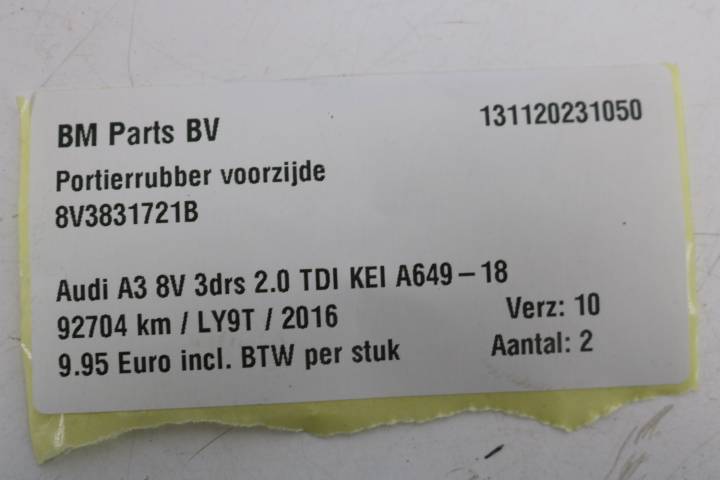 BM Parts BV 131120231050
Portierrubber voorzijde
8V3831721B
Audi A3 8V 3drs 2.0 TDI KEI A649-18
92704 km / LY9T / 2016 Verz: 10
9.95 Euro incl. BTW per stuk Aantal: 2